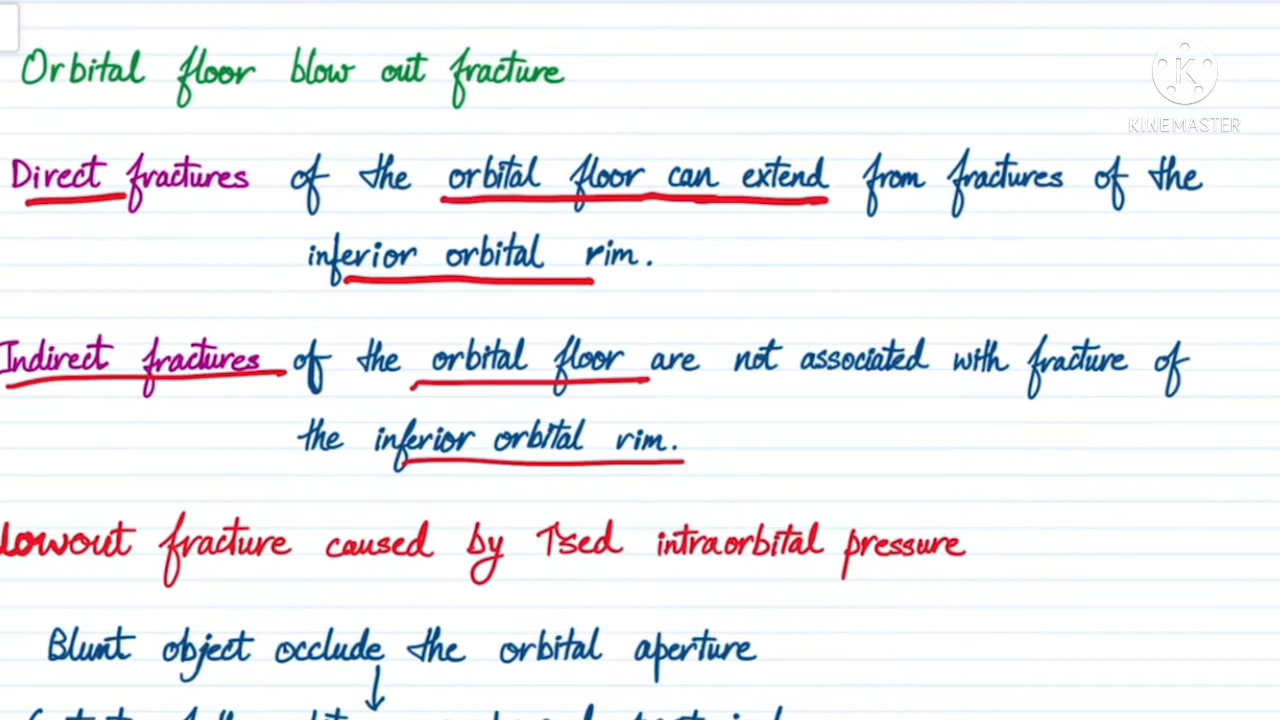 Orbital floor blow out fracture
K
KINEMASTER
Direct fractures of the orbital floor can extend from fractures of the
inferior orbital rim.
Indirect fractures of the orbital floor are not associated with fracture of
the inferior orbital rim.
lowout fracture caused by ↑sed intraorbital pressure
Blunt object occlude the orbital aperture
↓